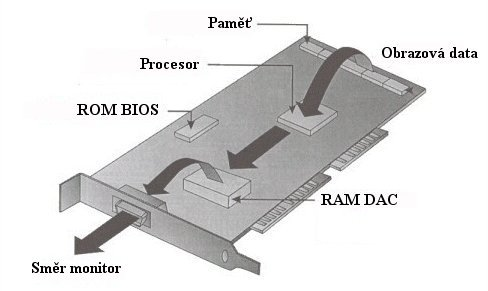 Paměť
Obrazová data
Procesor
ROM BIOS
RAM DAC
Směr monitor